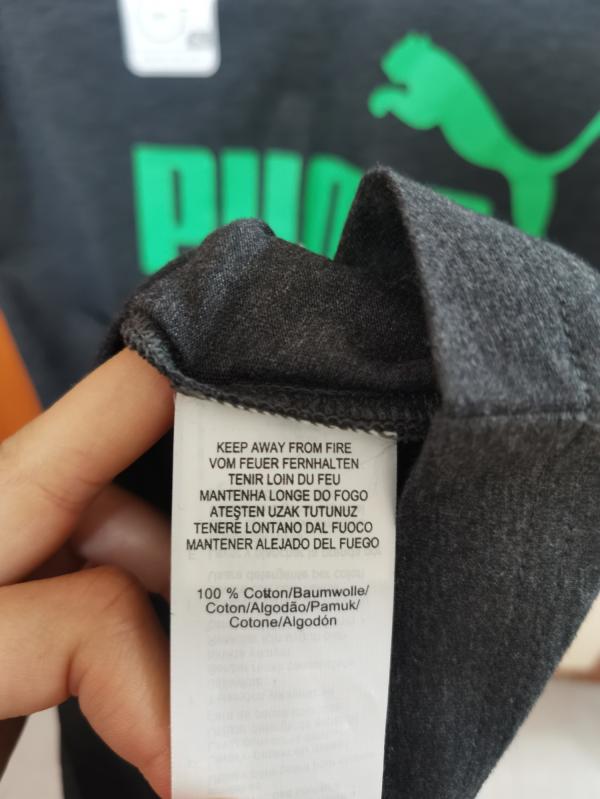 PU
KEEP AWAY FROM FIRE
VOM FEUER FERNHALTEN
TENIR LOIN DU FEU
MANTENHA LONGE DO FOGO
ATEŞTEN UZAK TUTUNUZ
TENERE LONTANO DAL FUOCO
MANTENER ALEJADO DEL FUEGO
100 % Cotton/Baumwolle/
Coton/Algodão/Pamuk/
Cotone/Algodón